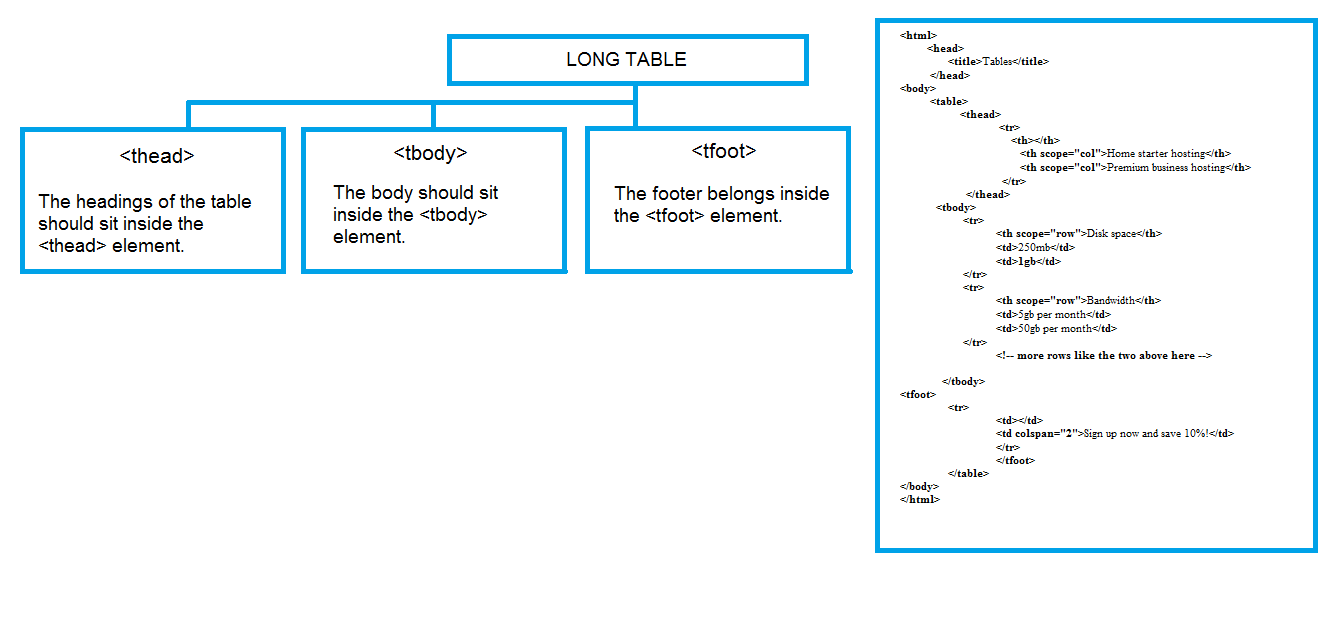 LONG TABLE
<thead>
The headings of the table
should sit inside the
<thead> element.
<tbody>
The body should sit
inside the <tbody>
element.
<tfoot>
The footer belongs inside
the <tfoot> element.
<html>
<head>
<title>Tables</title>
</head>
<body>
<table>
<thead>
<tr>
<th></th>
<th scope="col">Home starter hosting</th>
<th scope="col">Premium business hosting</th>
</tr>
</thead>
<tbody>
<tr>
<th scope="row">Disk space</th>
<td>250mb</td>
<td>1gb</td>
</tr>
<tr>
<th scope="row">Bandwidth</th>
<td>5gb per month</td>
<td>50gb per month</td>
</tr>
<!-- more rows like the two above here -->
</tbody>
<tfoot>
<tr>
<td></td>
<td colspan="2">Sign up now and save 10%!</td>
</tr>
</tfoot>
</table>
</body>
</html>